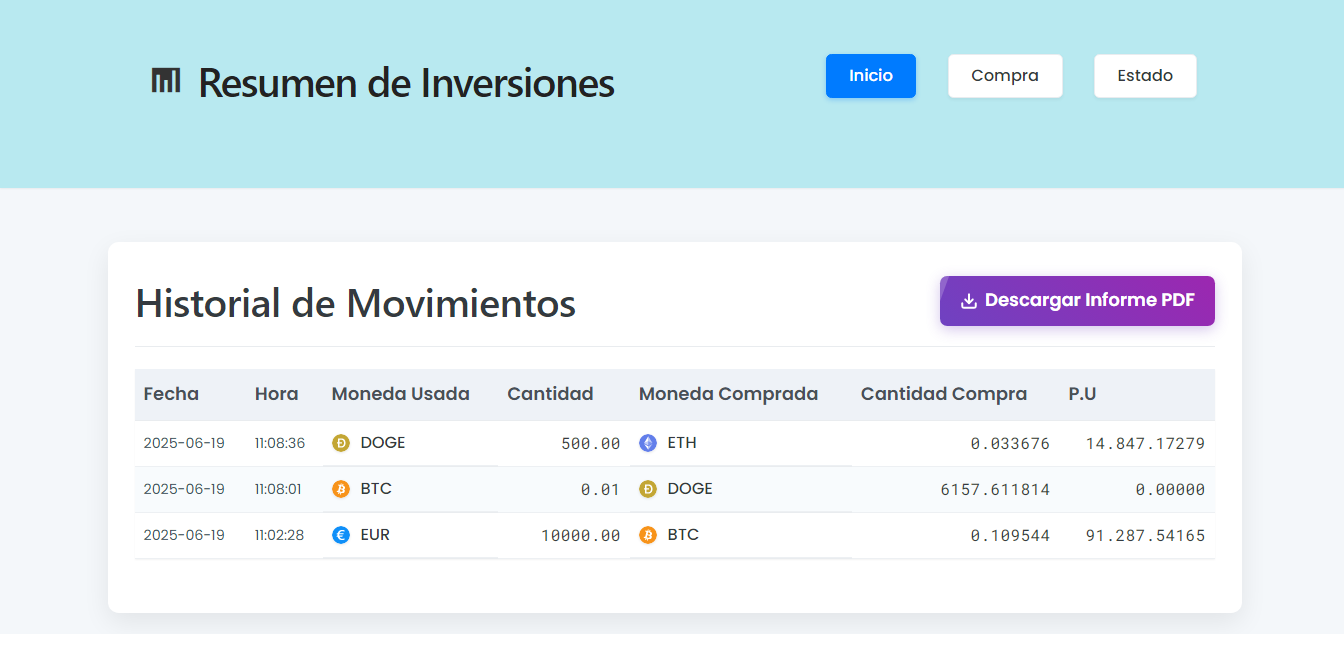 Resumen de Inversiones
Inicio Compra Estado
Historial de Movimientos
Descargar Informe PDF
Fecha Hora Moneda Usada Cantidad Moneda Comprada Cantidad Compra P.U
2025-06-19 11:08:36 DOGE 500.00 ETH 0.033676 14.847.17279
2025-06-19 11:08:01 BTC 0.01 DOGE 6157.611814 0.00000
2025-06-19 11:02:28 EUR 10000.00 BTC 0.109544 91.287.54165